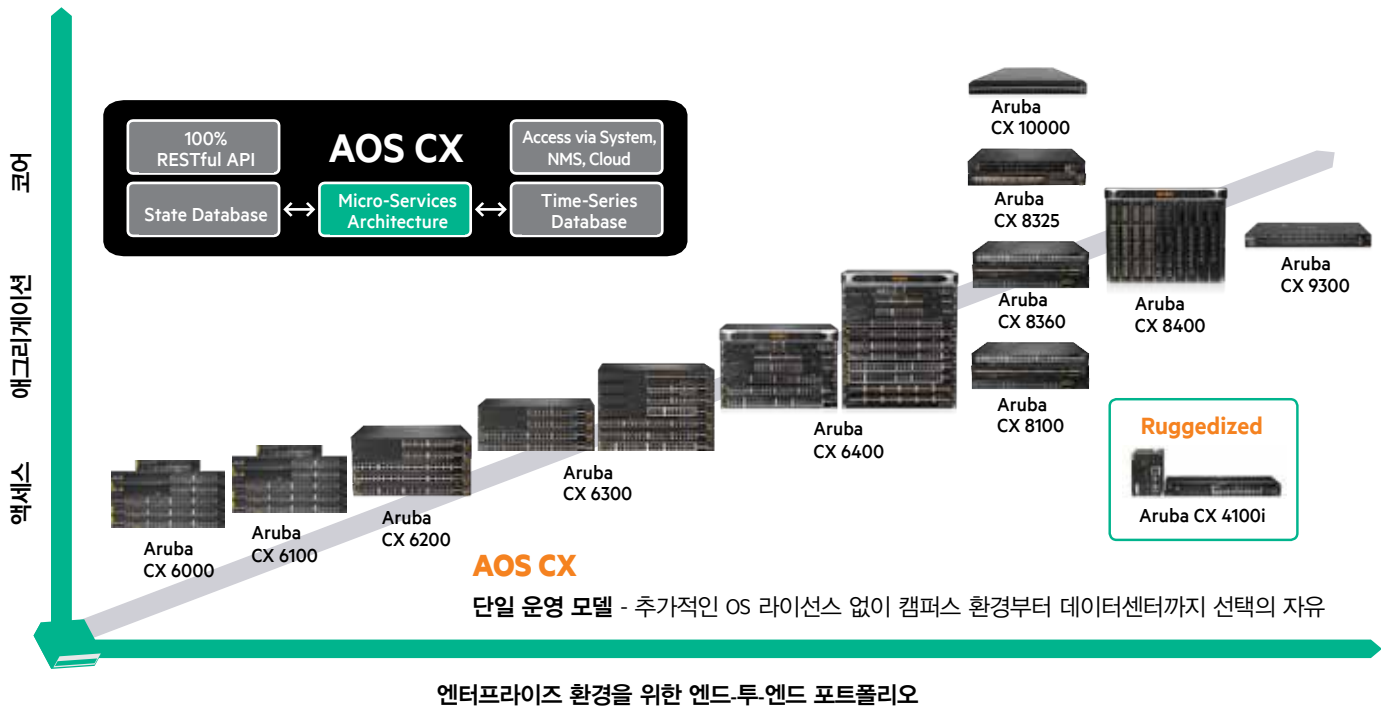 코어
애그리게이션
액세스
100%
RESTful API
AOS CX
Access via System,
NMS, Cloud
State Database
Micro-Services
Architecture
Time-Series
Database
Aruba
CX 6000
Aruba
CX 6100
Aruba
CX 6200
Aruba
CX 6300
Aruba
CX 6400
Aruba
CX 10000
Aruba
CX 8325
Aruba
CX 8360
Aruba
CX 8100
Aruba
CX 8400
Aruba
CX 9300
Ruggedized
Aruba CX 4100i
AOS CX
단일 운영 모델 - 추가적인 OS 라이선스 없이 캠퍼스 환경부터 데이터센터까지 선택의 자유
엔터프라이즈 환경을 위한 엔드-투-엔드 포트폴리오